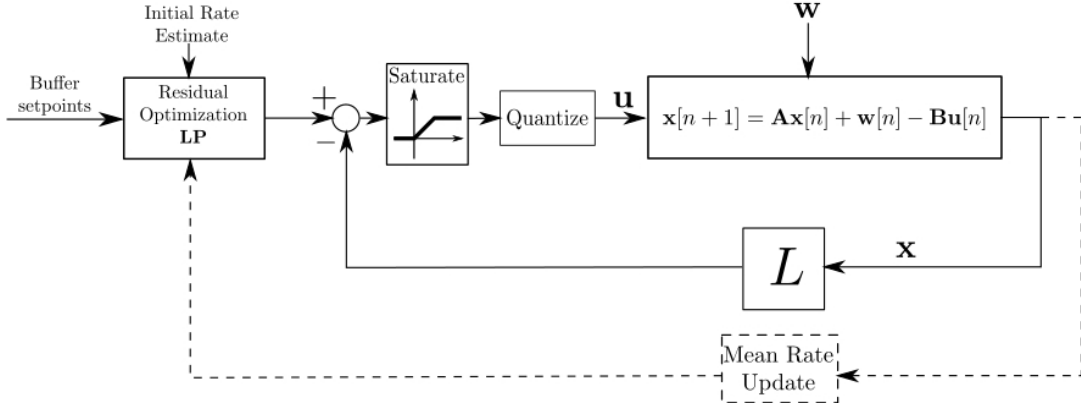 Initial Rate
Estimate
Buffer
setpoints
Residual
Optimization
LP
+
−
Saturate
Quantize
u
w
x[n + 1] = Ax[n] + w[n] − Bu[n]
L
x
Mean Rate
Update